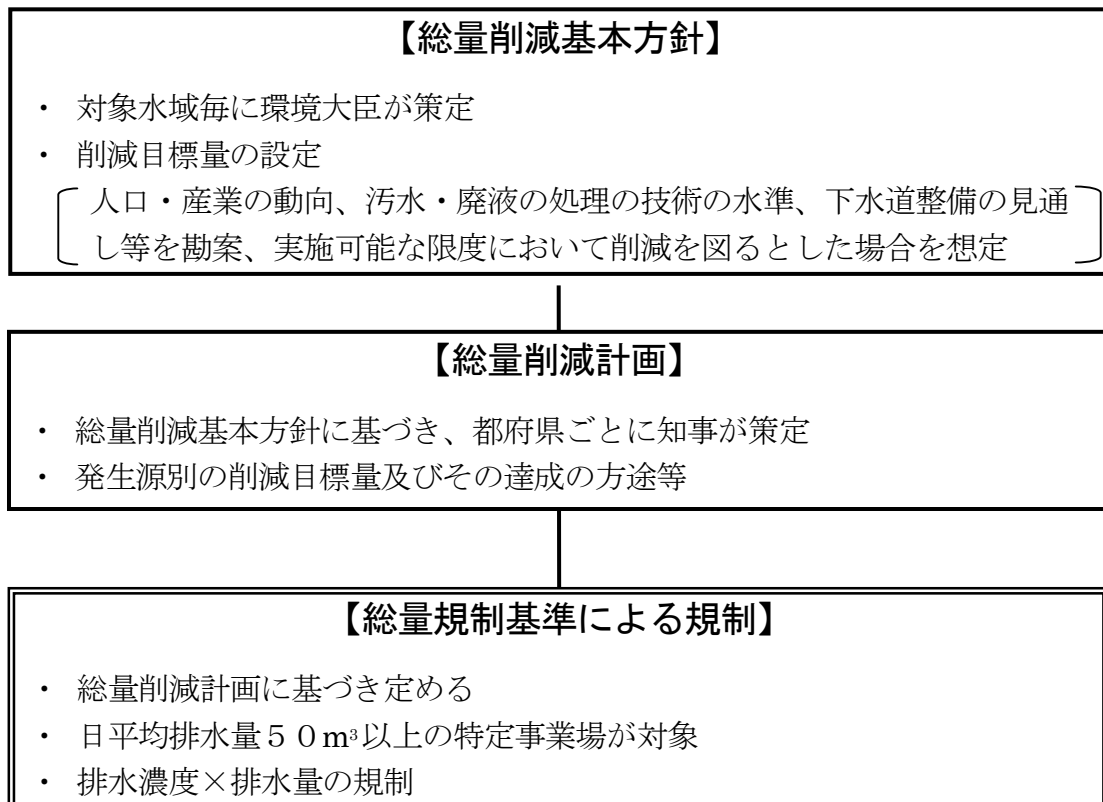 【総量削減基本方針】
・ 対象水域毎に環境大臣が策定
・ 削減目標量の設定
人口・産業の動向、汚水・廃液の処理の技術の水準、下水道整備の見通
し等を勘案、実施可能な限度において削減を図るとした場合を想定
【総量削減計画】
・ 総量削減基本方針に基づき、都府県ごとに知事が策定
・ 発生源別の削減目標量及びその達成の方途等
【総量規制基準による規制】
・ 総量削減計画に基づき定める
・ 日平均排水量５０m³以上の特定事業場が対象
・ 排水濃度×排水量の規制